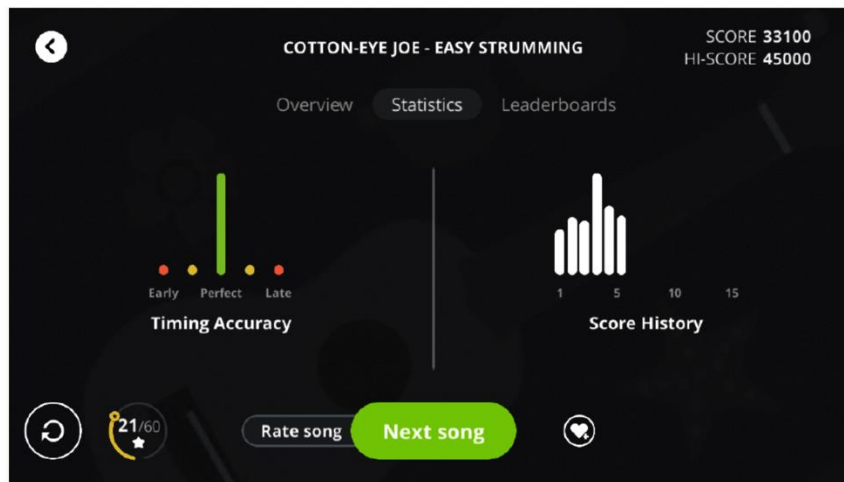 COTTON-EYE JOE - EASY STRUMMING
SCORE 33100
HI-SCORE 45000
Overview Statistics Leaderboards
Early Perfect Late
Timing Accuracy
1 5 10 15
Score History
21/60
Rate song
Next song